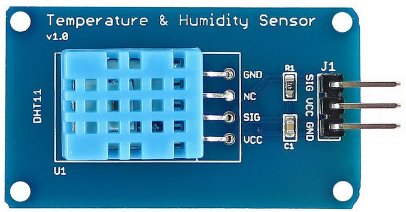 Temperature & Humidity Sensor
v1.0
DHT11
U1
GND
NC
SIG
VCC
R1
C1
J1
SIG
VCC
GND